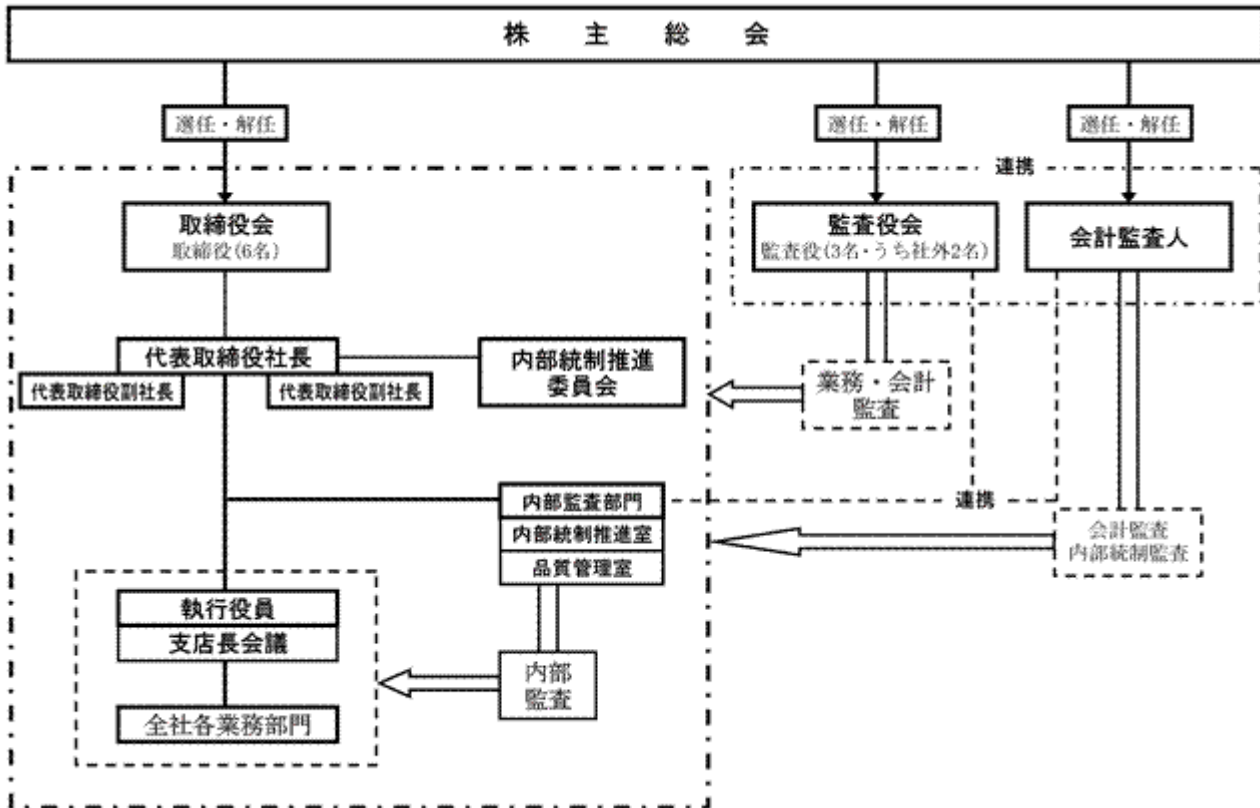 株主総会
選任・解任
選任・解任
選任・解任
連携
取締役会
取締役(6名)
監査役会
監査役(3名・うち社外2名)
会計監査人
代表取締役社長
代表取締役副社長
代表取締役副社長
内部統制推進
委員会
業務・会計
監査
内部監査部門
内部統制推進室
品質管理室
連携
会計監査
内部統制監査
執行役員
支店長会議
内部
監査
全社各業務部門